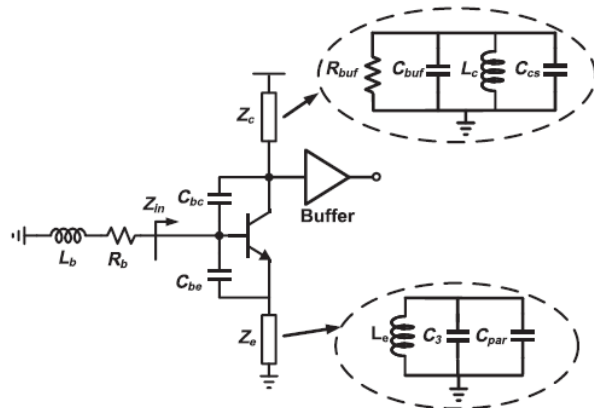 R_buf C_buf L_c C_cs
Z_c
C_bc
Buffer
Z_in
L_b R_b
C_be
Z_e
L_e C_3 C_par